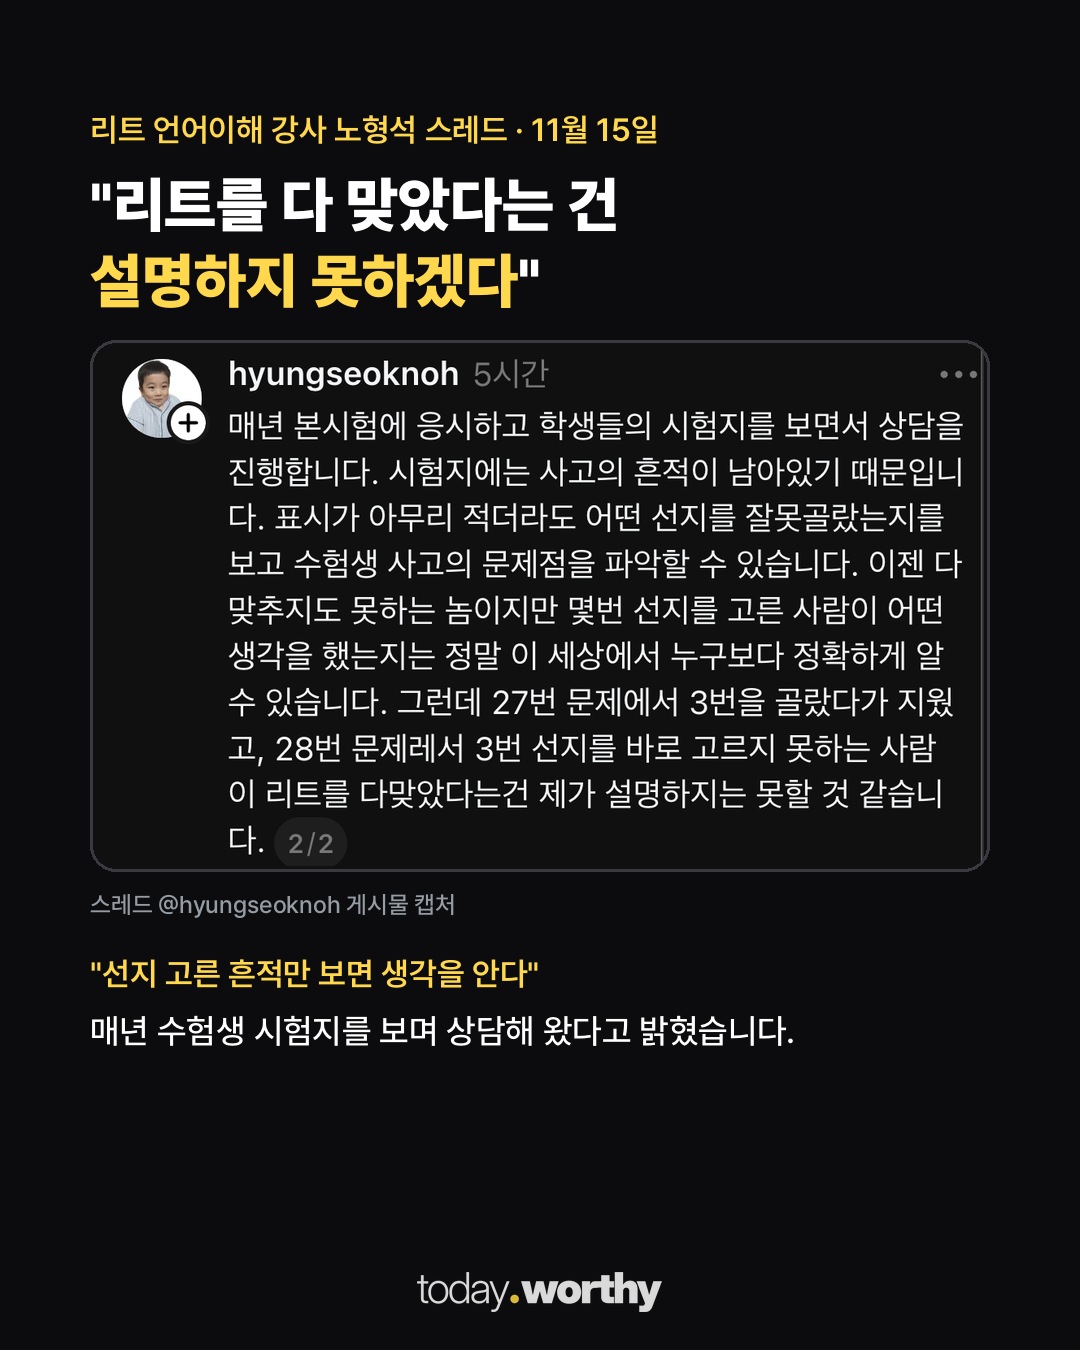 리트 언어이해 강사 노형석 스레드 · 11월 15일
"리트를 다 맞았다는 건
설명하지 못하겠다"
hyungseoknoh 5시간
매년 본시험에 응시하고 학생들의 시험지를 보면서 상담을
진행합니다. 시험지에는 사고의 흔적이 남아있기 때문입니
다. 표시가 아무리 적더라도 어떤 선지를 잘못골랐는지를
보고 수험생 사고의 문제점을 파악할 수 있습니다. 이젠 다
맞추지도 못하는 놈이지만 몇번 선지를 고른 사람이 어떤
생각을 했는지는 정말 이 세상에서 누구보다 정확하게 알
수 있습니다. 그런데 27번 문제에서 3번을 골랐다가 지웠
고, 28번 문제레서 3번 선지를 바로 고르지 못하는 사람
이 리트를 다맞았다는건 제가 설명하지는 못할 것 같습니
다. 2/2
스레드 @hyungseoknoh 게시물 캡처
"선지 고른 흔적만 보면 생각을 안다"
매년 수험생 시험지를 보며 상담해 왔다고 밝혔습니다.
today.worthy